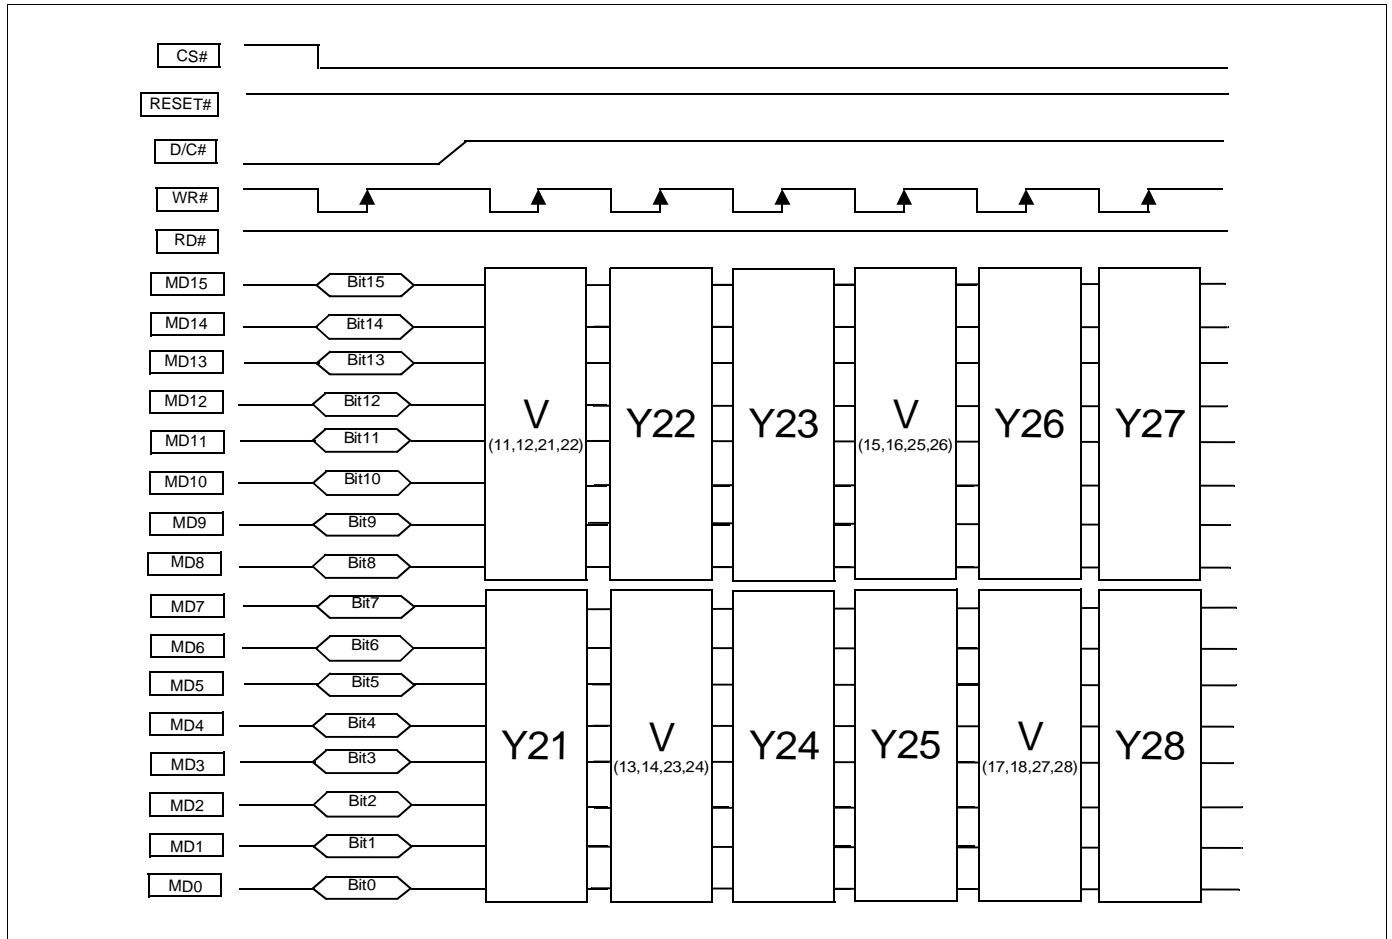 CS#
RESET#
D/C#
WR#
RD#
MD15 Bit15
MD14 Bit14
MD13 Bit13
MD12 Bit12
MD11 Bit11
MD10 Bit10
MD9 Bit9
MD8 Bit8
V Y22 Y23 V Y26 Y27
(11,12,21,22) (15,16,25,26)
MD7 Bit7
MD6 Bit6
MD5 Bit5
MD4 Bit4
MD3 Bit3
MD2 Bit2
MD1 Bit1
MD0 Bit0
Y21 V Y24 Y25 V Y28
(13,14,23,24) (17,18,27,28)